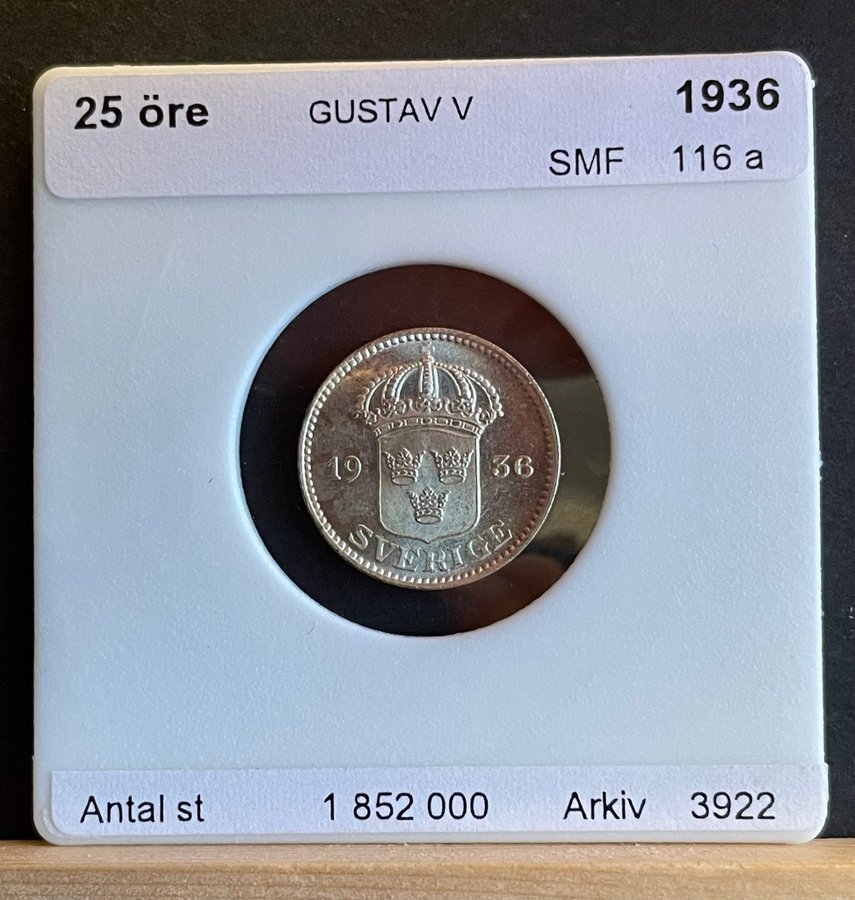 25 öre GUSTAV V 1936
SMF 116 a
19 36
SVERIGE
Antal st 1 852 000 Arkiv 3922